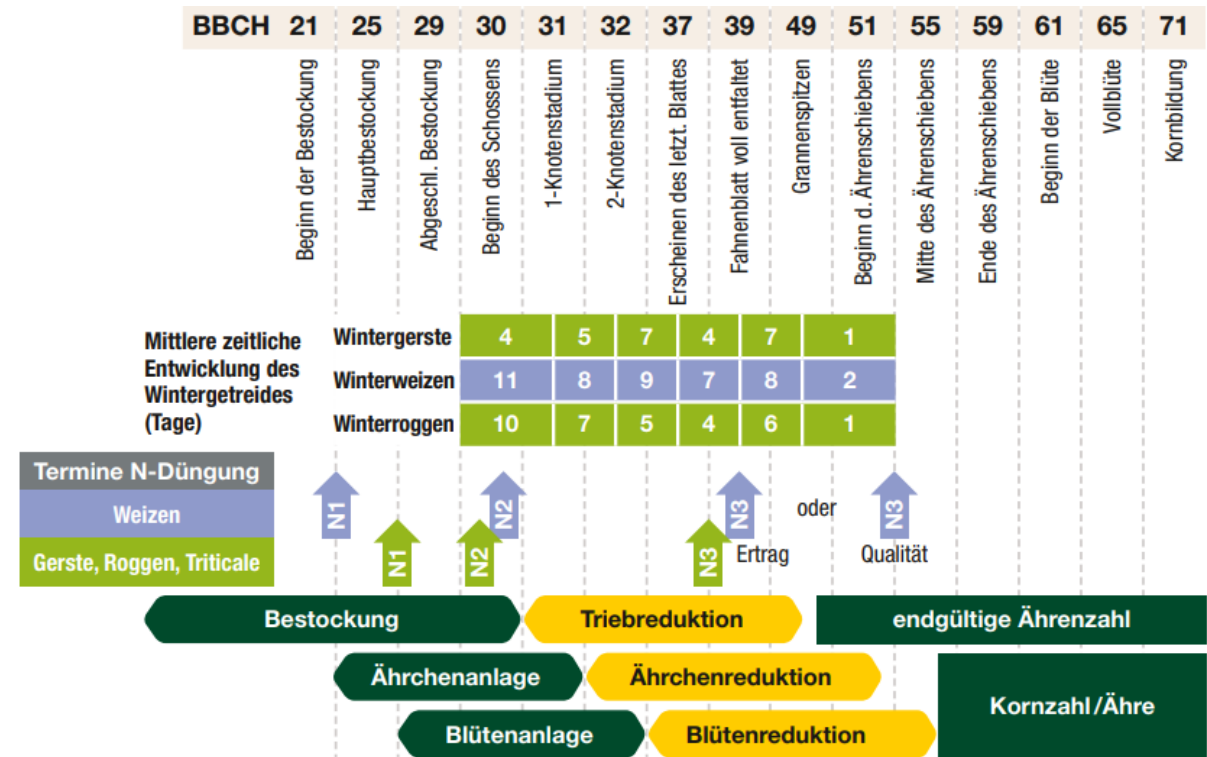 BBCH 21 25 29 30 31 32 37 39 49 51 55 59 61 65 71
Beginn der Bestockung
Hauptbestockung
Abgeschl. Bestockung
Beginn des Schossens
1-Knotenstadium
2-Knotenstadium
Erscheinen des letzt. Blattes
Fahnenblatt voll entfaltet
Grannenspitzen
Beginn d. Ährenschiebens
Mitte des Ährenschiebens
Ende des Ährenschiebens
Beginn der Blüte
Vollblüte
Kornbildung
Mittlere zeitliche
Entwicklung des
Wintergetreides
(Tage)
Wintergerste 4 5 7 4 7 1
Winterweizen 11 8 9 7 8 2
Winterroggen 10 7 5 4 6 1
Termine N-Düngung
Weizen
N1 N2 N3 oder N3
Gerste, Roggen, Triticale
N1 N2 N3 Ertrag Qualität
Bestockung Triebreduktion endgültige Ährenzahl
Ährchenanlage Ährchenreduktion
Kornzahl/Ähre
Blütenanlage Blütenreduktion